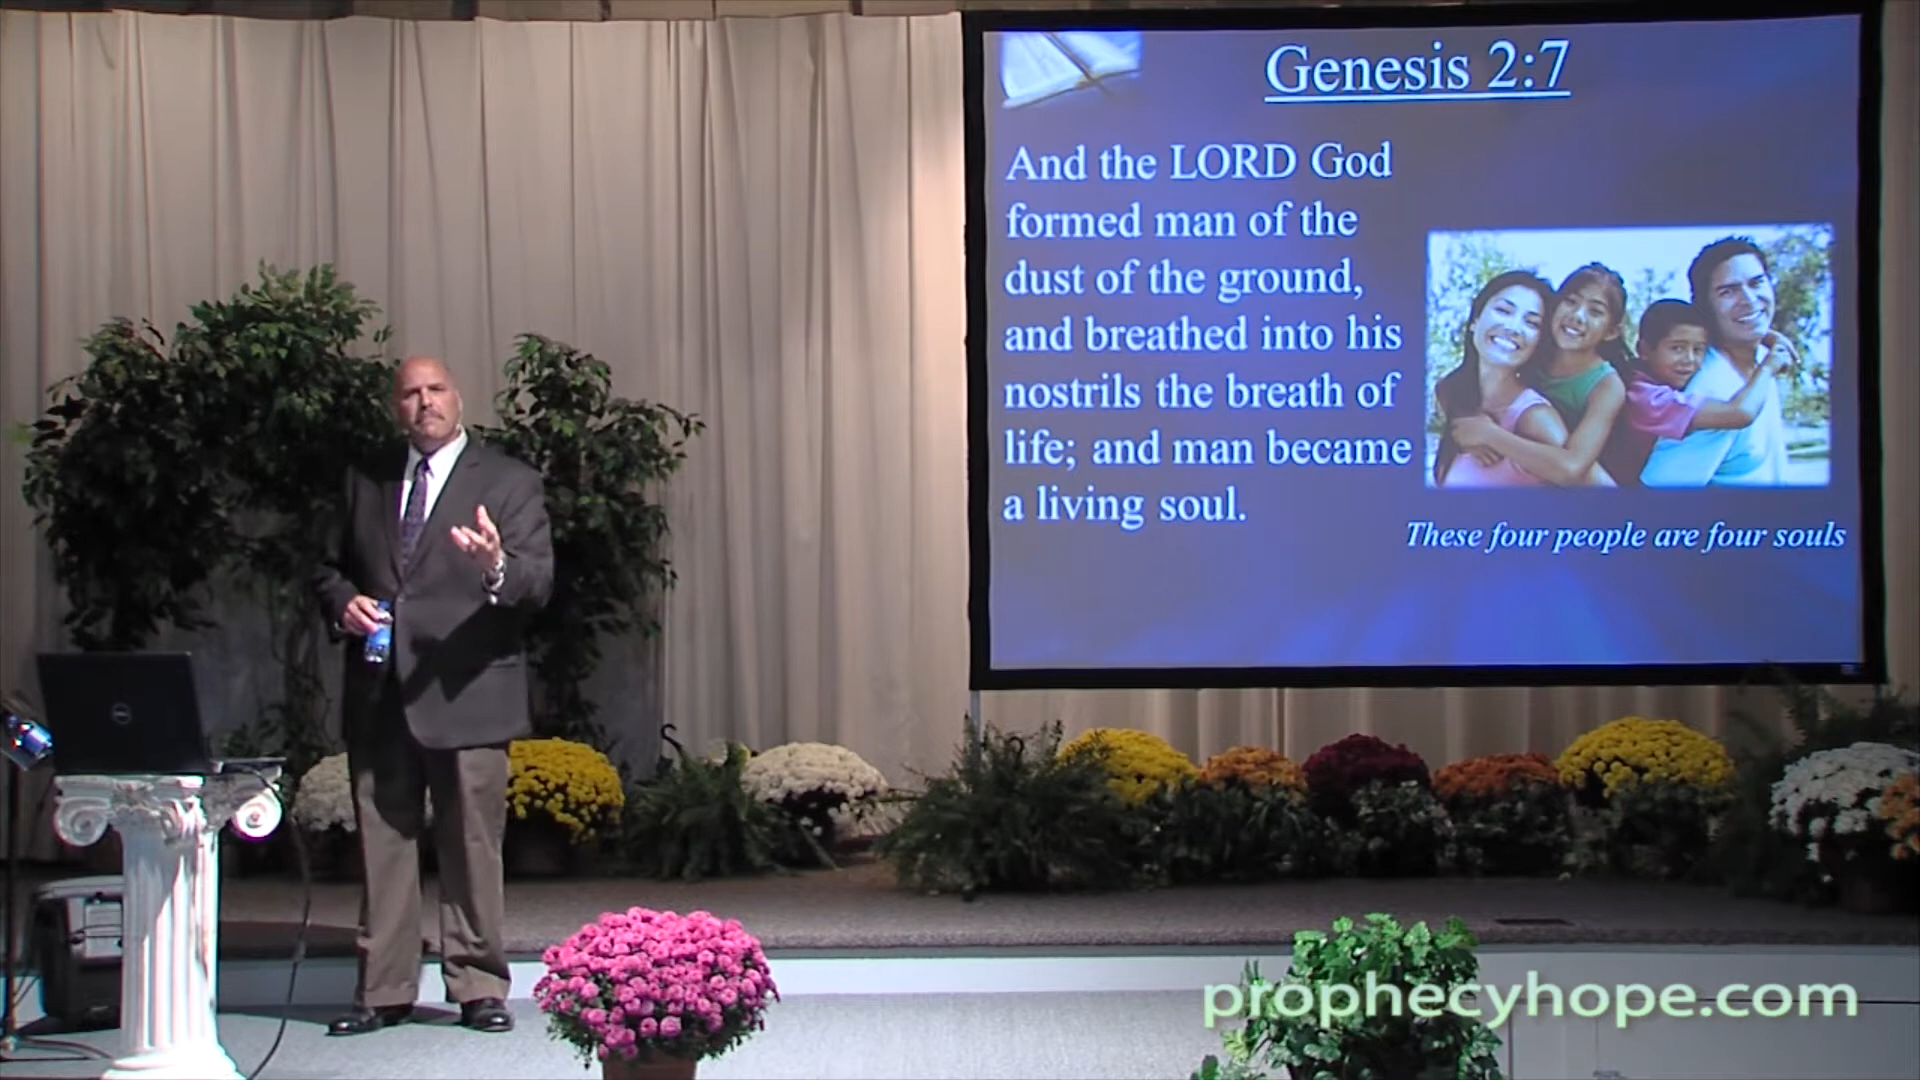 Genesis 2:7
And the LORD God
formed man of the
dust of the ground,
and breathed into his
nostrils the breath of
life; and man became
a living soul.
These four people are four souls
DELL
prophecyhope.com